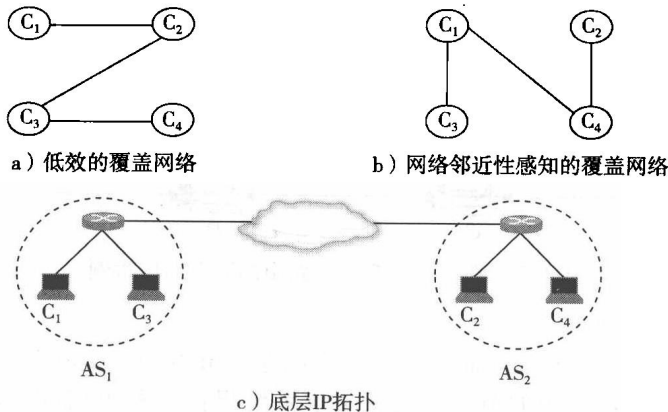 C₁ C₂
C₃ C₄
a）低效的覆盖网络
C₁ C₂
C₃ C₄
b）网络邻近性感知的覆盖网络
C₁ C₃
AS₁
C₂ C₄
AS₂
c）底层IP拓扑